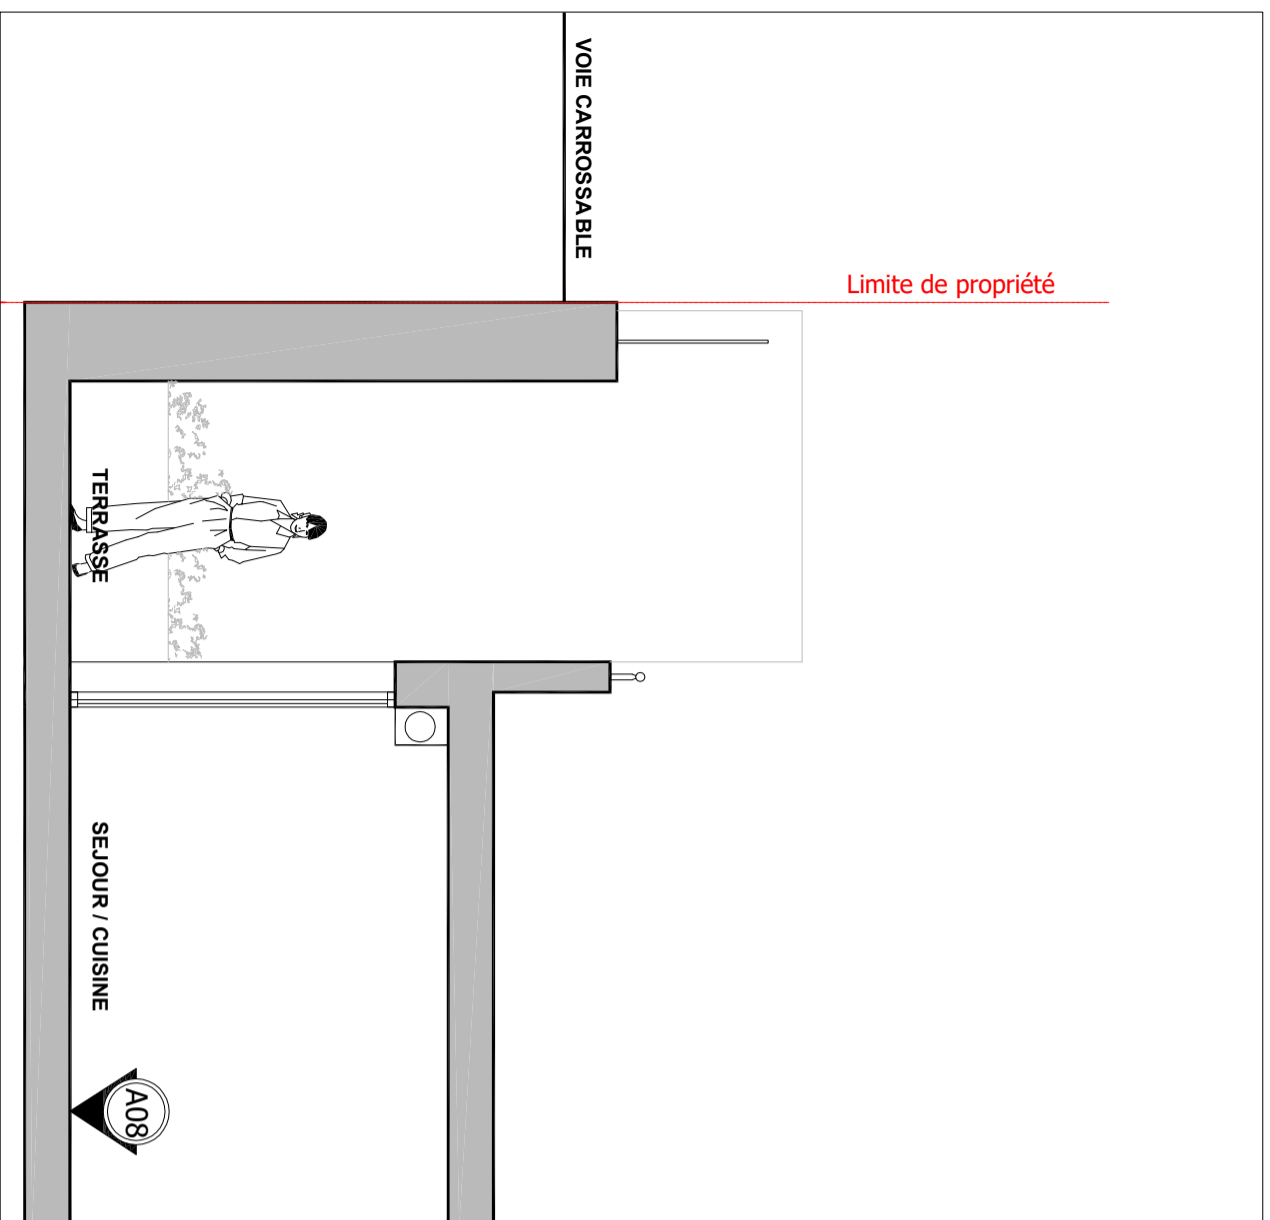 VOIE CARROSSABLE
Limite de propriété
TERRASSE
SEJOUR / CUISINE
A08